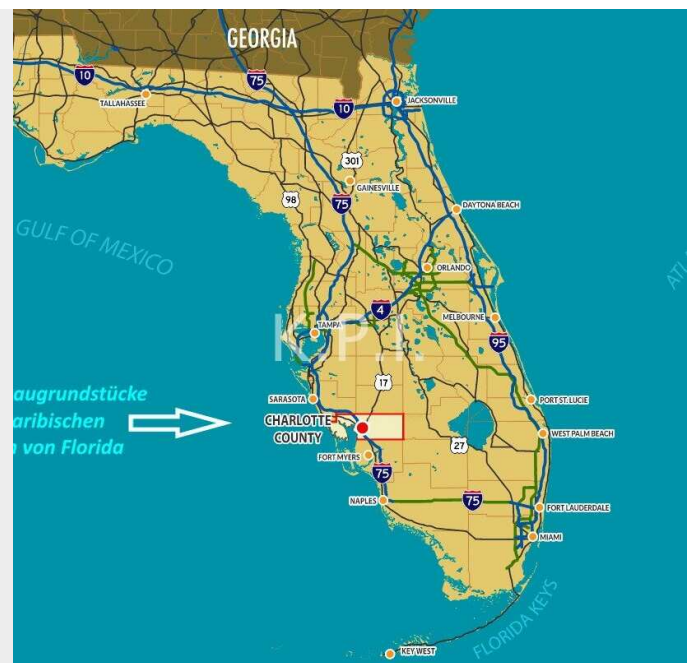 GEORGIA
10
75
TALLAHASSEE
JACKSONVILLE
10
301
GAINESVILLE
98
75
DAYTONA BEACH
GULF OF MEXICO
ORLANDO
4
MELBOURNE
TAMPA
K.P.I.
95
17
SARASOTA
augrundstücke
aribischen
von Florida
PORT ST. LUCIE
CHARLOTTE
COUNTY
WEST PALM BEACH
27
FORT MYERS
75
NAPLES
75
FORT LAUDERDALE
MIAMI
FLORIDA KEYS
KEY WEST